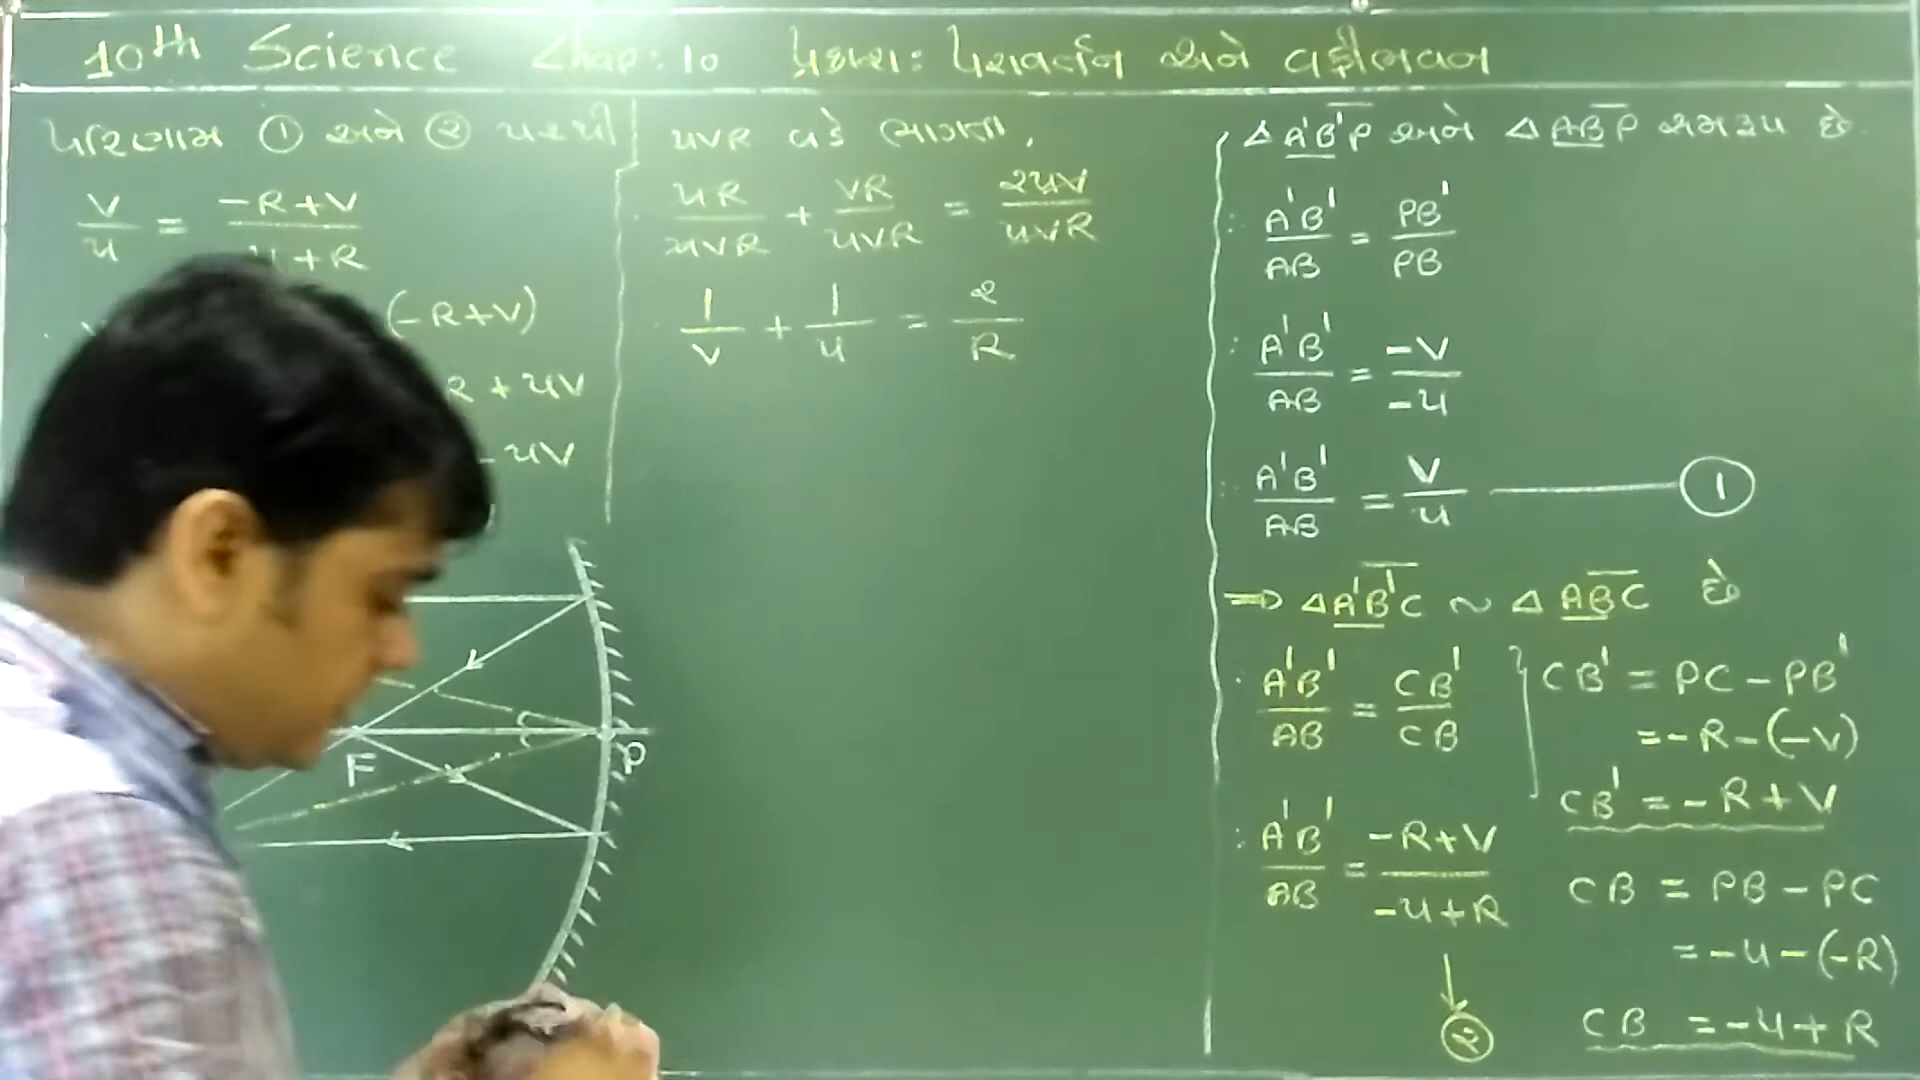 10th Science Chap: 10 પ્રકાશ: પરાવર્તન અને વક્રીભવન
પરિણામ ① અને ② પરથી
V/u = -R+V / -u+R
(-R+V)
R + uV
- uV
F
P
uVR વડે ભાગતા,
uR/uVR + VR/uVR = ૨uV/uVR
1/V + 1/u = ૨/R
Δ A'B'P અને Δ ABP સમરૂપ છે.
∴ A'B'/AB = PB'/PB
∴ A'B'/AB = -V/-u
∴ A'B'/AB = V/u ——— ①
⇒ Δ A'B'C ~ Δ ABC છે
∴ A'B'/AB = CB'/CB
∴ A'B'/AB = -R+V/-u+R
↓
②
CB' = PC - PB'
= -R - (-V)
CB' = -R + V
CB = PB - PC
= -u - (-R)
CB = -u + R